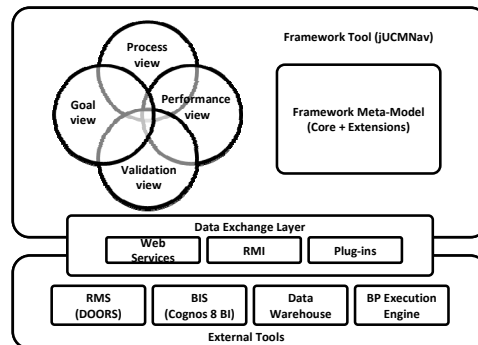 Process
view
Framework Tool (jUCMNav)
Goal
view
Performance
view
Framework Meta-Model
(Core + Extensions)
Validation
view
Data Exchange Layer
Web
Services
RMI
Plug-ins
RMS
(DOORS)
BIS
(Cognos 8 BI)
Data
Warehouse
BP Execution
Engine
External Tools